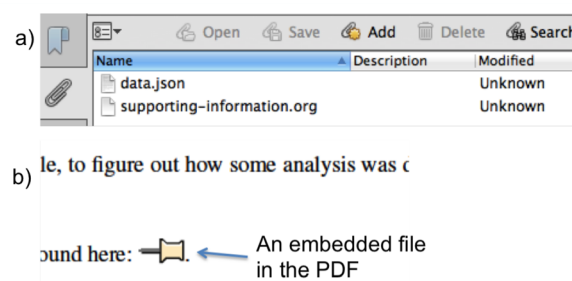 a)
Open Save Add Delete Search
Name Description Modified
data.json Unknown
supporting-information.org Unknown
b)
le, to figure out how some analysis was
ound here:
An embedded file
in the PDF